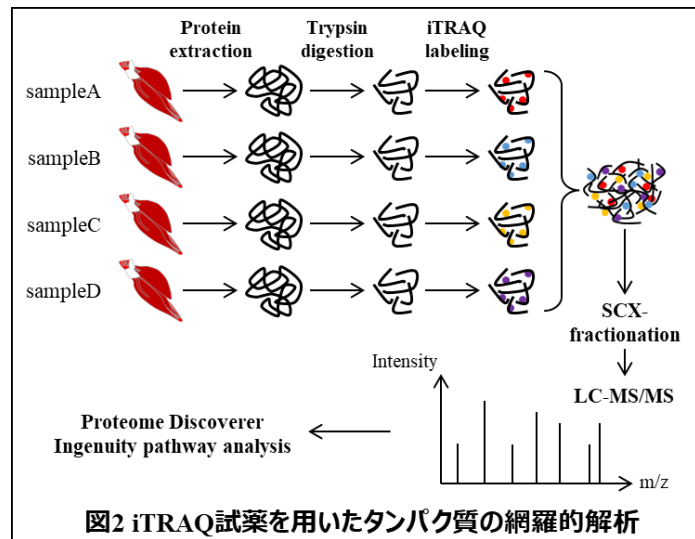 Protein
extraction
Trypsin
digestion
iTRAQ
labeling
sampleA
sampleB
sampleC
sampleD
SCX-
fractionation
LC-MS/MS
Intensity
m/z
Proteome Discoverer
Ingenuity pathway analysis
図2 iTRAQ試薬を用いたタンパク質の網羅的解析